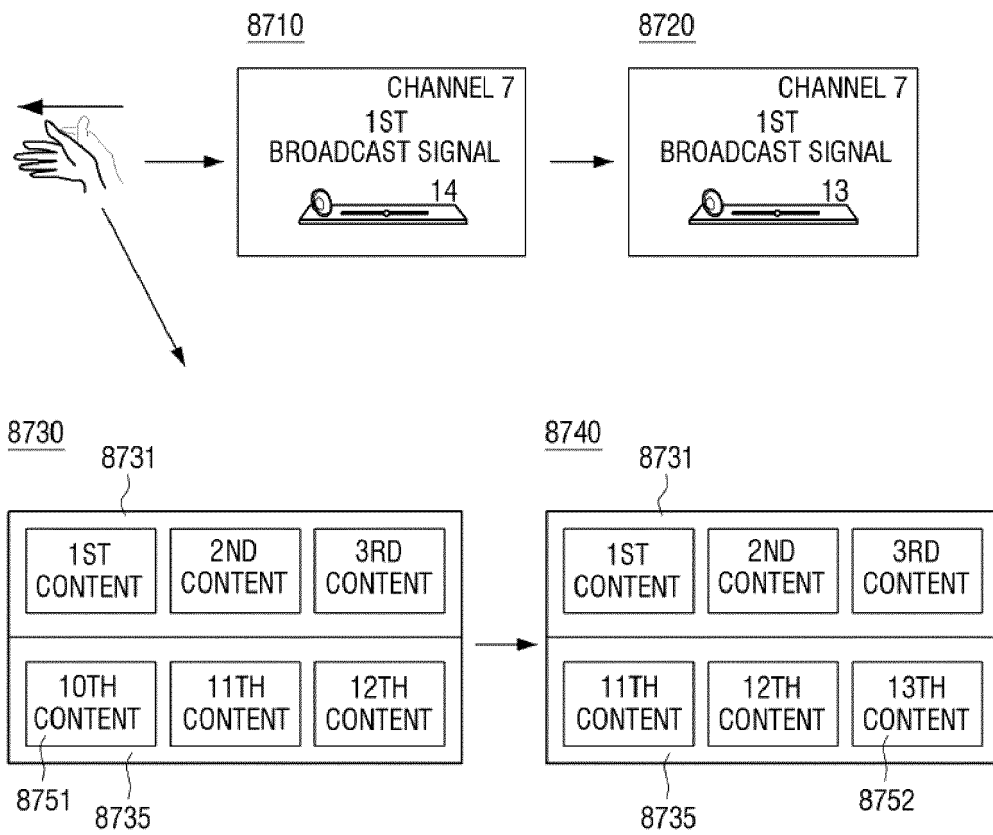 8710
8720
CHANNEL 7
1ST
BROADCAST SIGNAL
14
CHANNEL 7
1ST
BROADCAST SIGNAL
13
8730
8731
1ST
CONTENT
2ND
CONTENT
3RD
CONTENT
10TH
CONTENT
11TH
CONTENT
12TH
CONTENT
8751
8735
8740
8731
1ST
CONTENT
2ND
CONTENT
3RD
CONTENT
11TH
CONTENT
12TH
CONTENT
13TH
CONTENT
8735
8752